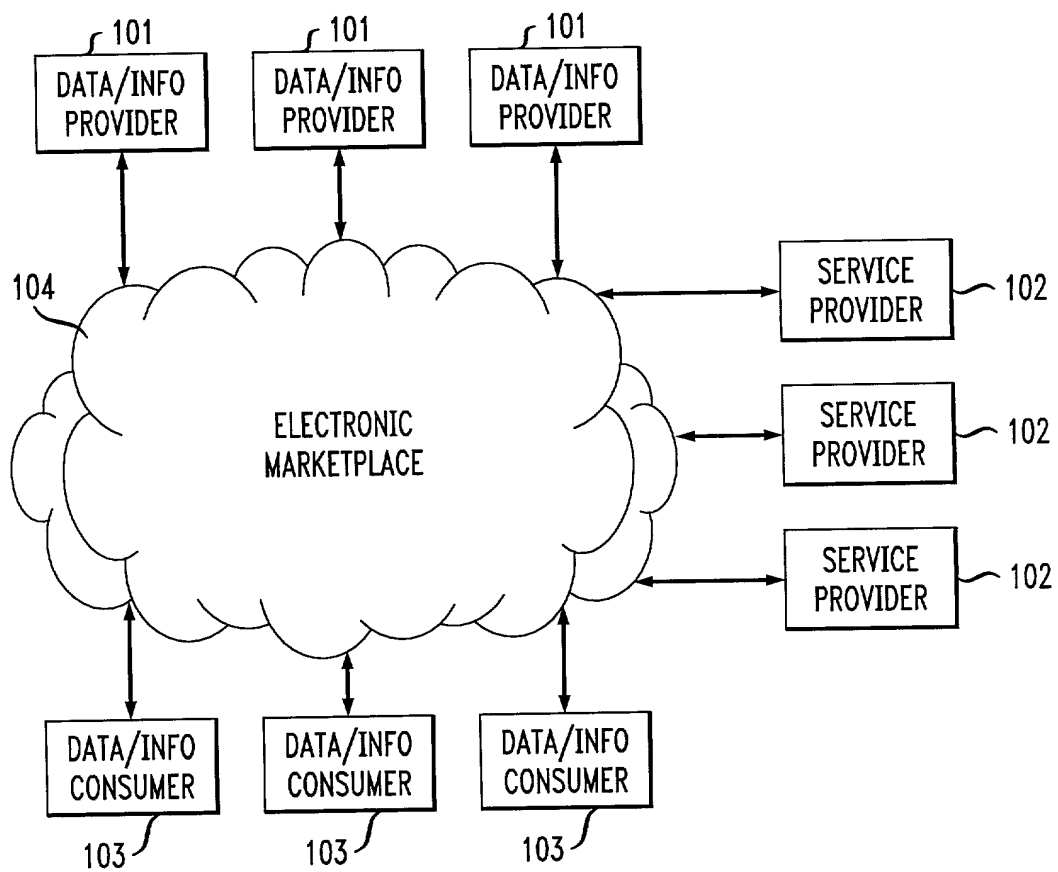 101
101
101
DATA/INFO
PROVIDER
DATA/INFO
PROVIDER
DATA/INFO
PROVIDER
104
SERVICE
PROVIDER
102
ELECTRONIC
MARKETPLACE
SERVICE
PROVIDER
102
SERVICE
PROVIDER
102
DATA/INFO
CONSUMER
DATA/INFO
CONSUMER
DATA/INFO
CONSUMER
103
103
103